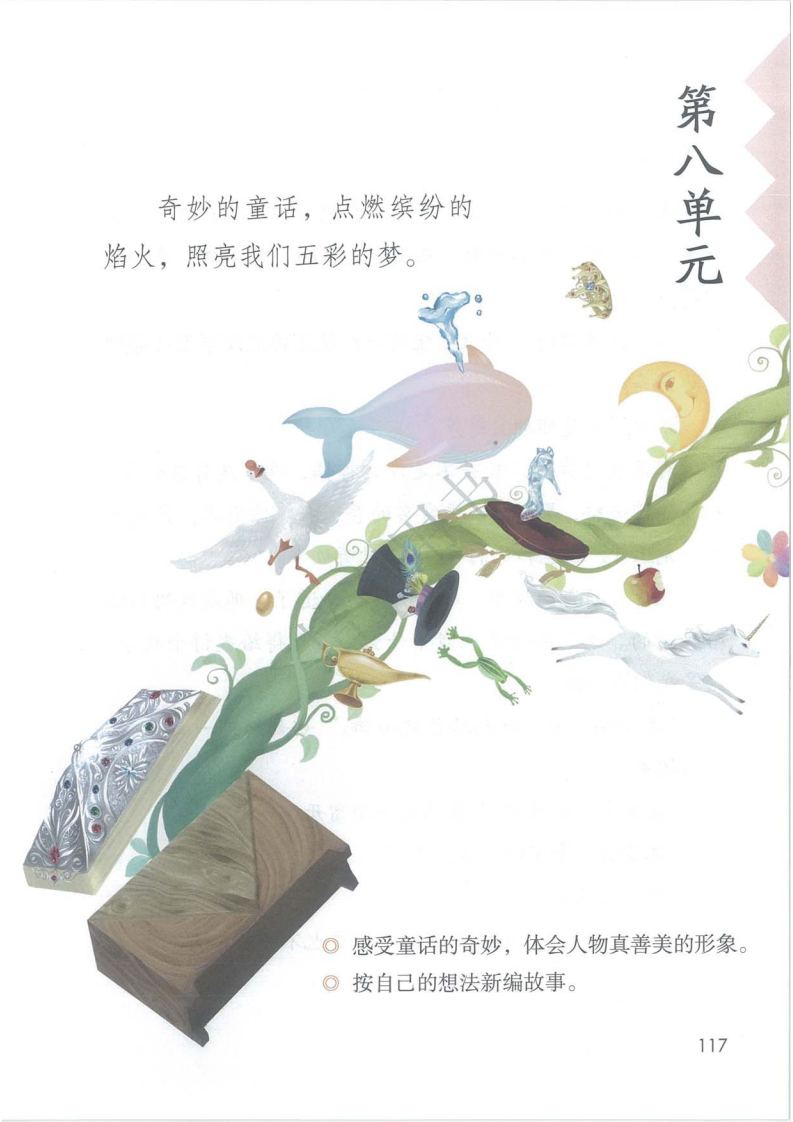 第八单元
奇妙的童话，点燃缤纷的
焰火，照亮我们五彩的梦。
◎ 感受童话的奇妙，体会人物真善美的形象。
◎ 按自己的想法新编故事。
117